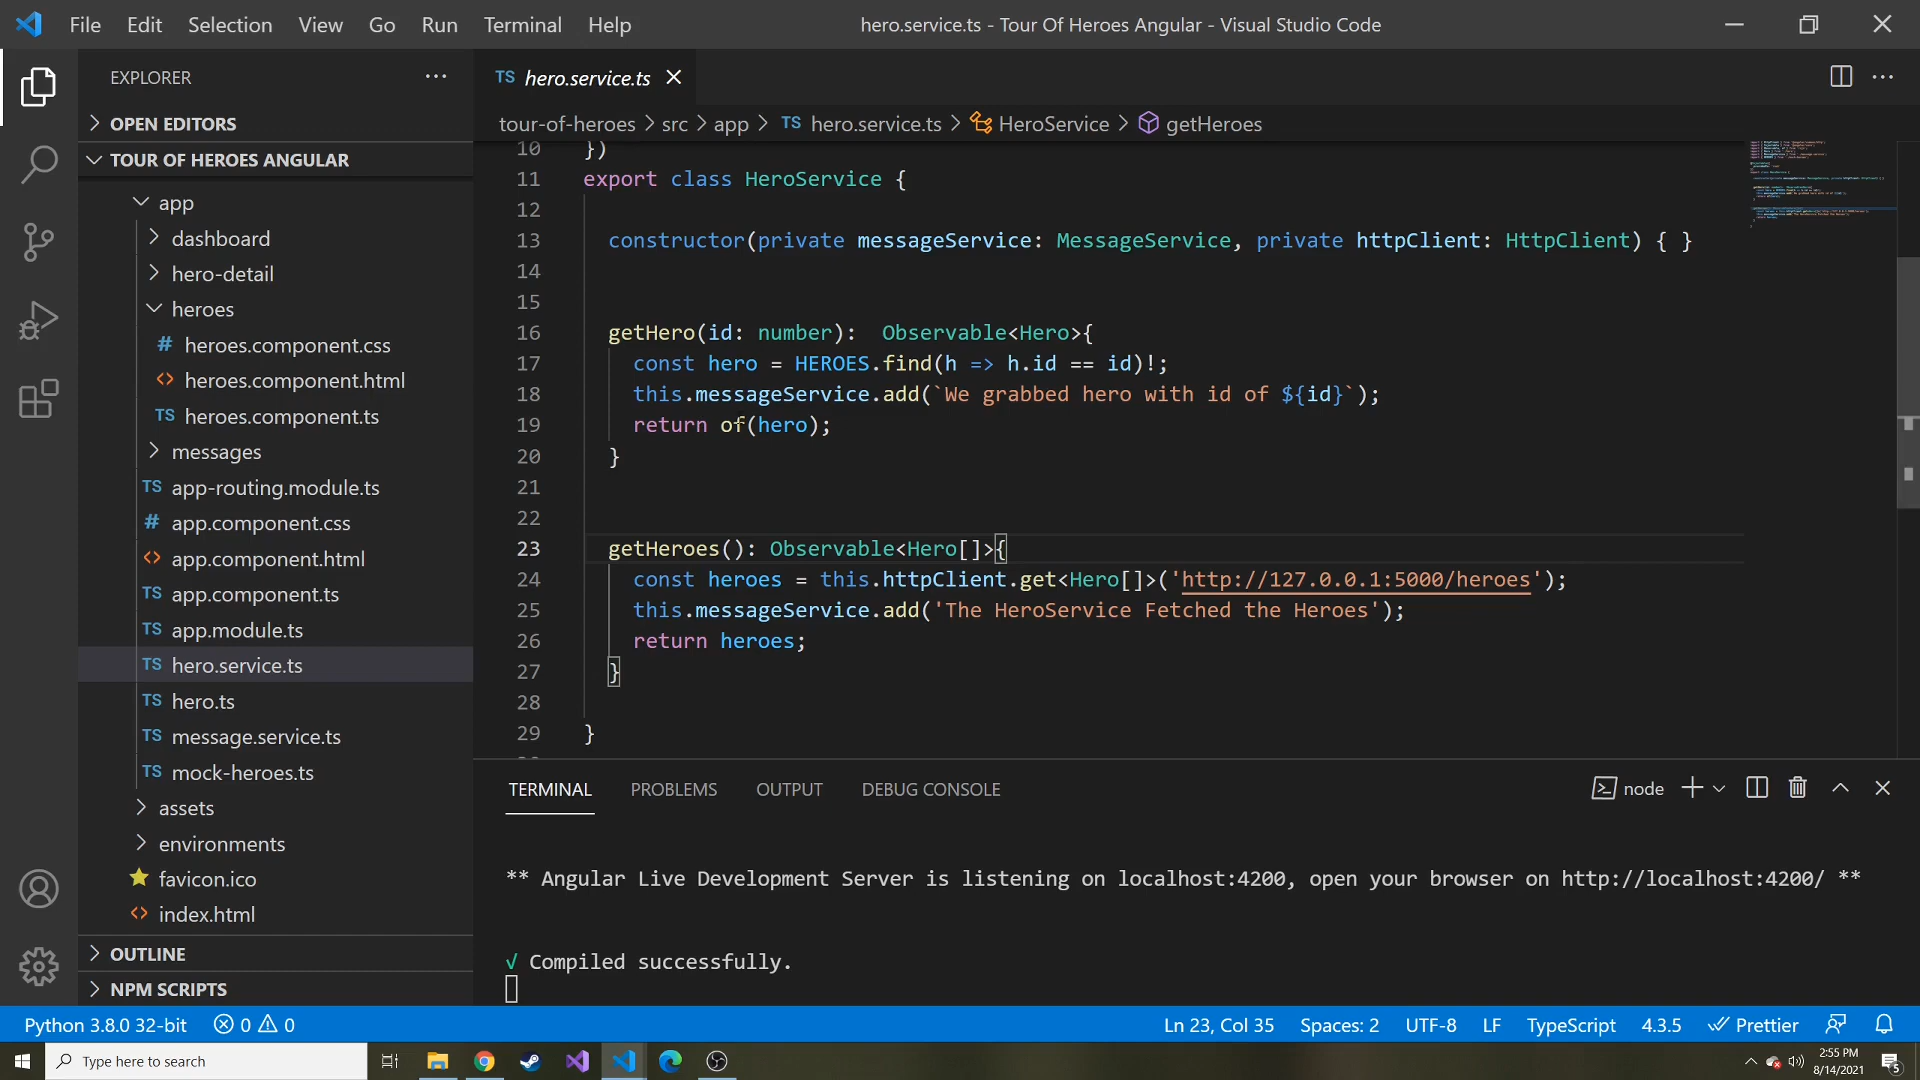 File Edit Selection View Go Run Terminal Help
hero.service.ts - Tour Of Heroes Angular - Visual Studio Code
EXPLORER
OPEN EDITORS
TOUR OF HEROES ANGULAR
app
dashboard
hero-detail
heroes
# heroes.component.css
<> heroes.component.html
TS heroes.component.ts
messages
TS app-routing.module.ts
# app.component.css
<> app.component.html
TS app.component.ts
TS app.module.ts
TS hero.service.ts
TS hero.ts
TS message.service.ts
TS mock-heroes.ts
assets
environments
favicon.ico
<> index.html
OUTLINE
NPM SCRIPTS
TS hero.service.ts
tour-of-heroes > src > app > TS hero.service.ts > HeroService > getHeroes
10 })
11 export class HeroService {
12
13 constructor(private messageService: MessageService, private httpClient: HttpClient) { }
14
15
16 getHero(id: number):  Observable<Hero>{
17 const hero = HEROES.find(h => h.id == id)!;
18 this.messageService.add(`We grabbed hero with id of ${id}`);
19 return of(hero);
20 }
21
22
23 getHeroes(): Observable<Hero[]>{
24 const heroes = this.httpClient.get<Hero[]>('http://127.0.0.1:5000/heroes');
25 this.messageService.add('The HeroService Fetched the Heroes');
26 return heroes;
27 }
28
29 }
TERMINAL PROBLEMS OUTPUT DEBUG CONSOLE
node
** Angular Live Development Server is listening on localhost:4200, open your browser on http://localhost:4200/ **
√ Compiled successfully.
Python 3.8.0 32-bit 0 0
Ln 23, Col 35 Spaces: 2 UTF-8 LF TypeScript 4.3.5 Prettier
Type here to search
2:55 PM
8/14/2021
5